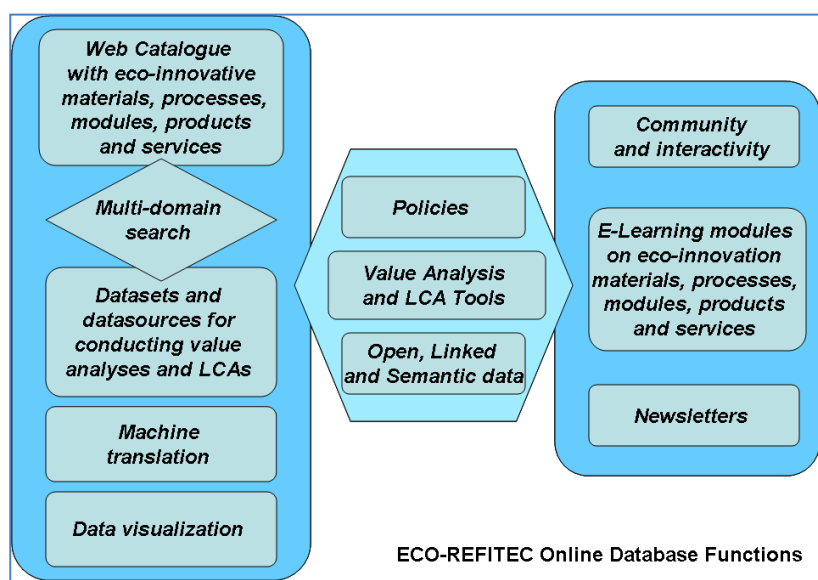 Web Catalogue
with eco-innovative
materials, processes,
modules, products
and services
Multi-domain
search
Datasets and
datasources for
conducting value
analyses and LCAs
Machine
translation
Data visualization
Policies
Value Analysis
and LCA Tools
Open, Linked
and Semantic data
Community
and interactivity
E-Learning modules
on eco-innovation
materials, processes,
modules, products
and services
Newsletters
ECO-REFITEC Online Database Functions